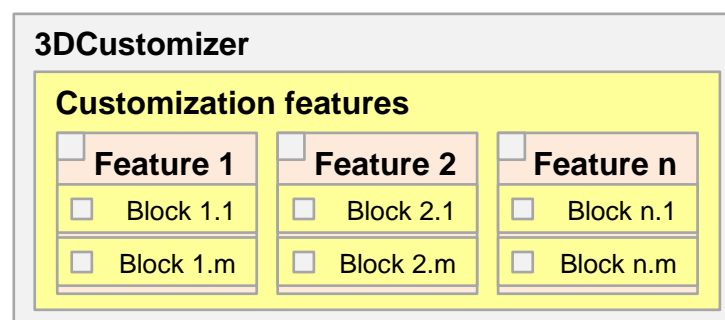 3DCustomizer
Customization features
Feature 1
Feature 2
Feature n
Block 1.1
Block 2.1
Block n.1
Block 1.m
Block 2.m
Block n.m